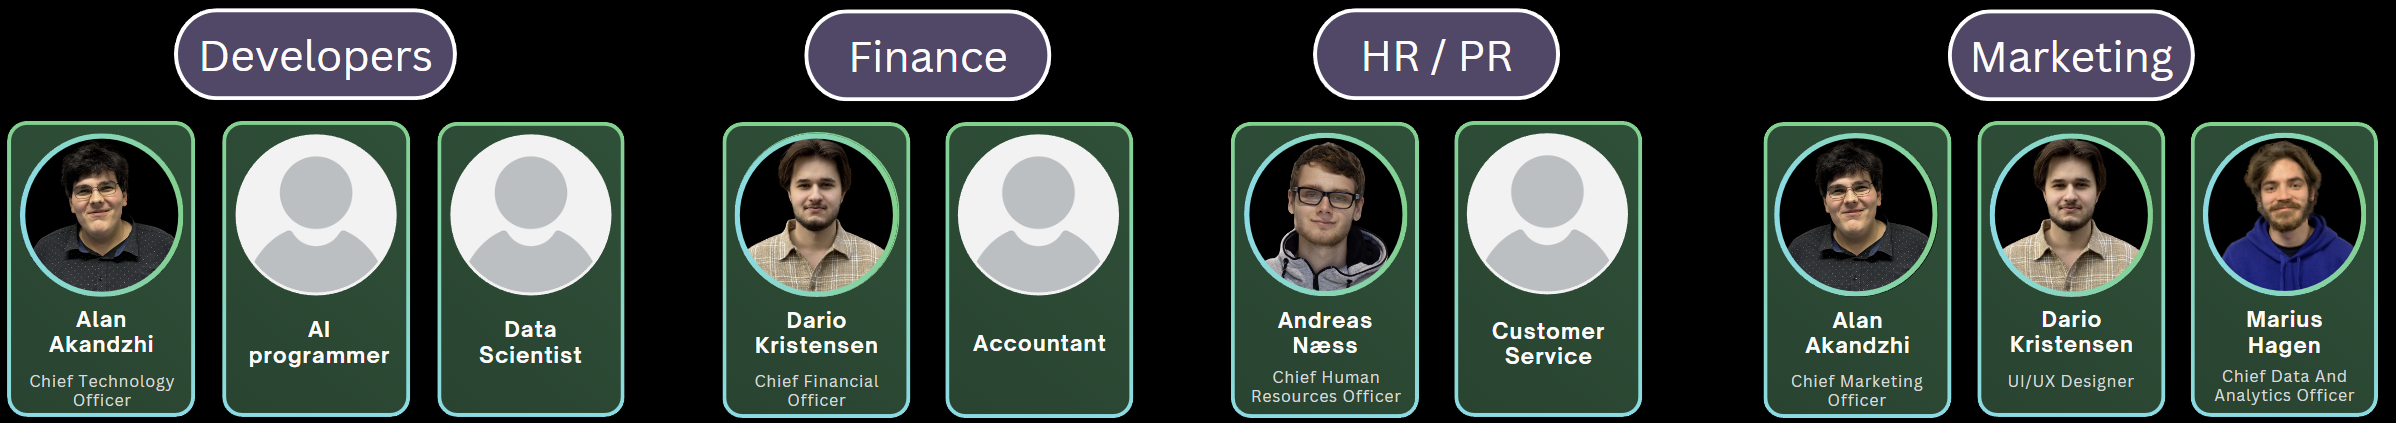 Developers
Finance
HR / PR
Marketing
Alan
Akandzhi
Chief Technology
Officer
AI
programmer
Data
Scientist
Dario
Kristensen
Chief Financial
Officer
Accountant
Andreas
Næss
Chief Human
Resources Officer
Customer
Service
Alan
Akandzhi
Chief Marketing
Officer
Dario
Kristensen
UI/UX Designer
Marius
Hagen
Chief Data And
Analytics Officer